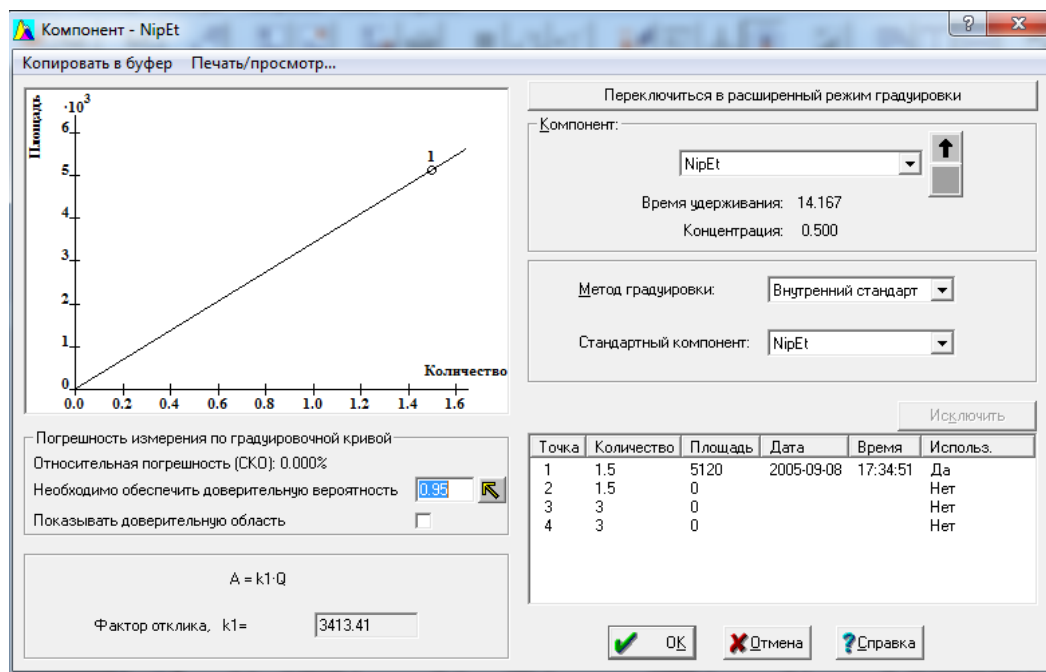 Компонент - NipEt
Копировать в буфер Печать/просмотр...
Площадь
·10³
6
5
4
3
2
1
0
1
Количество
0.0 0.2 0.4 0.6 0.8 1.0 1.2 1.4 1.6
Погрешность измерения по градуировочной кривой
Относительная погрешность (СКО): 0.000%
Необходимо обеспечить доверительную вероятность 0.95
Показывать доверительную область
A = k1·Q
Фактор отклика, k1= 3413.41
Переключиться в расширенный режим градуировки
Компонент:
NipEt
Время удерживания: 14.167
Концентрация: 0.500
Метод градуировки: Внутренний стандарт
Стандартный компонент: NipEt
Исключить
Точка Количество Площадь Дата Время Использ.
1 1.5 5120 2005-09-08 17:34:51 Да
2 1.5 0 Нет
3 3 0 Нет
4 3 0 Нет
OK Отмена Справка